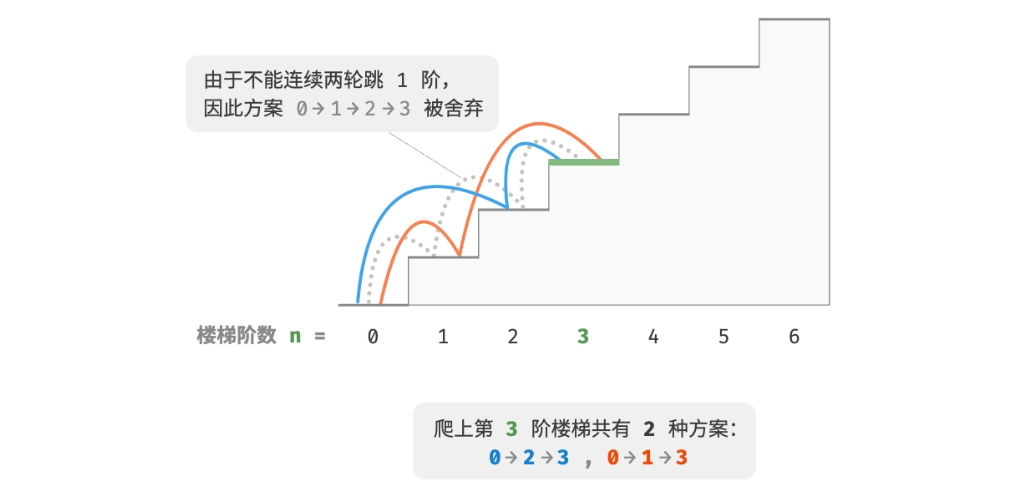 由于不能连续两轮跳 1 阶，
因此方案 0→1→2→3 被舍弃
楼梯阶数 n = 0 1 2 3 4 5 6
爬上第 3 阶楼梯共有 2 种方案：
0→2→3 , 0→1→3